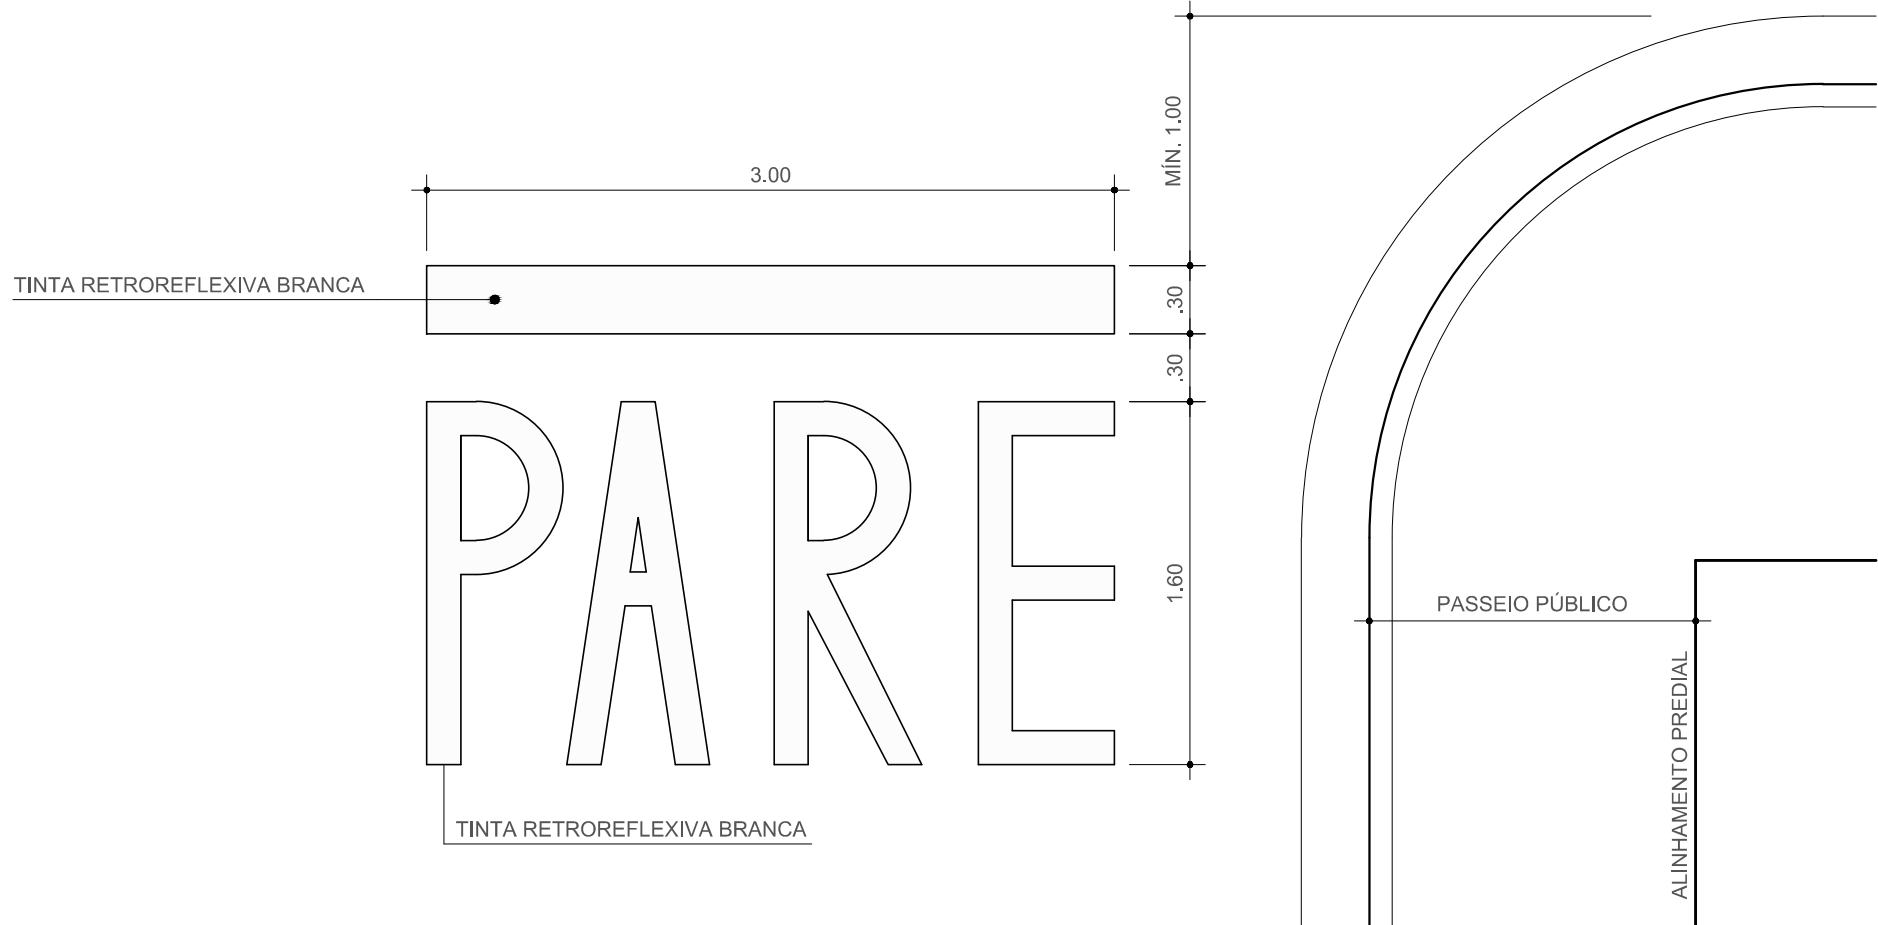 MÍN. 1.00
3.00
TINTA RETROREFLEXIVA BRANCA
.30
.30
PARE
1.60
PASSEIO PÚBLICO
ALINHAMENTO PREDIAL
TINTA RETROREFLEXIVA BRANCA